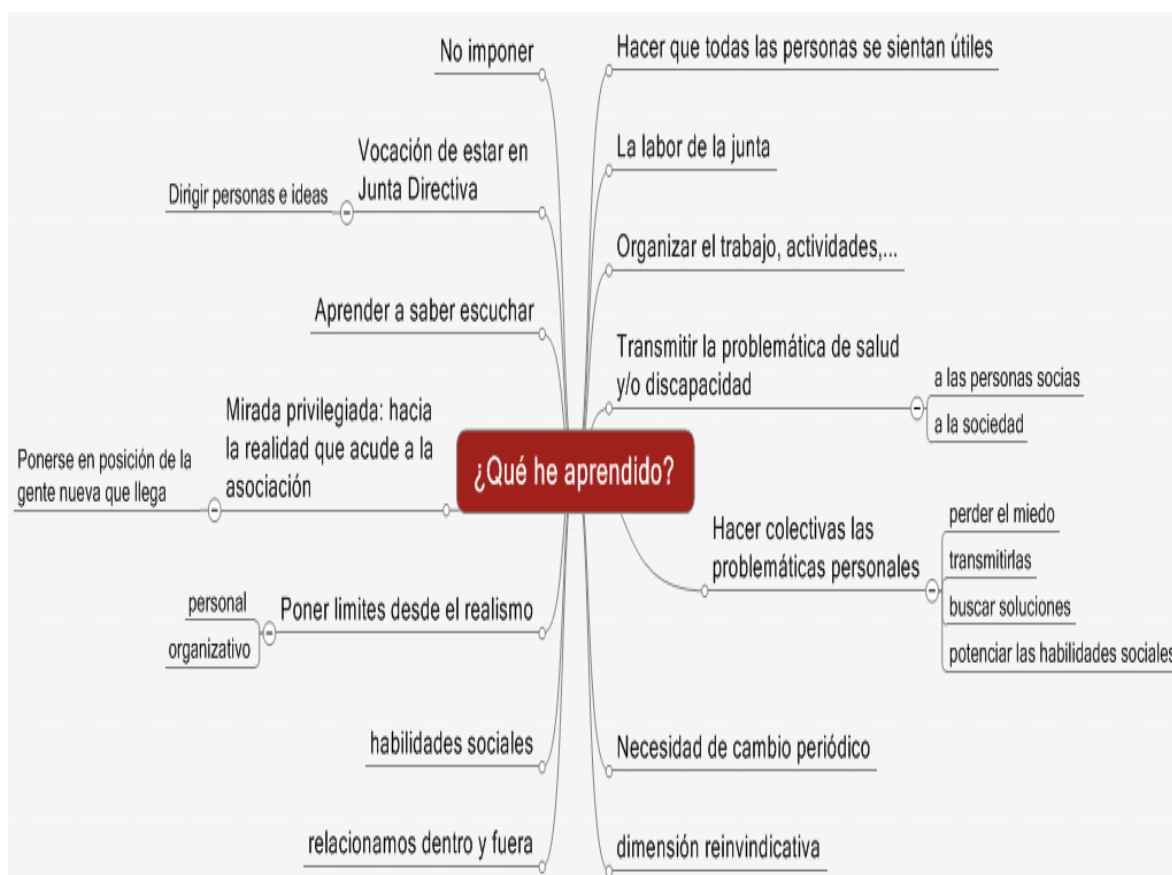 ¿Qué he aprendido?
No imponer
Vocación de estar en
Junta Directiva
Dirigir personas e ideas
Aprender a saber escuchar
Mirada privilegiada: hacia
la realidad que acude a la
asociación
Ponerse en posición de la
gente nueva que llega
Poner limites desde el realismo
personal
organizativo
habilidades sociales
relacionamos dentro y fuera
Hacer que todas las personas se sientan útiles
La labor de la junta
Organizar el trabajo, actividades,...
Transmitir la problemática de salud
y/o discapacidad
a las personas socias
a la sociedad
Hacer colectivas las
problemáticas personales
perder el miedo
transmitirlas
buscar soluciones
potenciar las habilidades sociales
Necesidad de cambio periódico
dimensión reinvindicativa